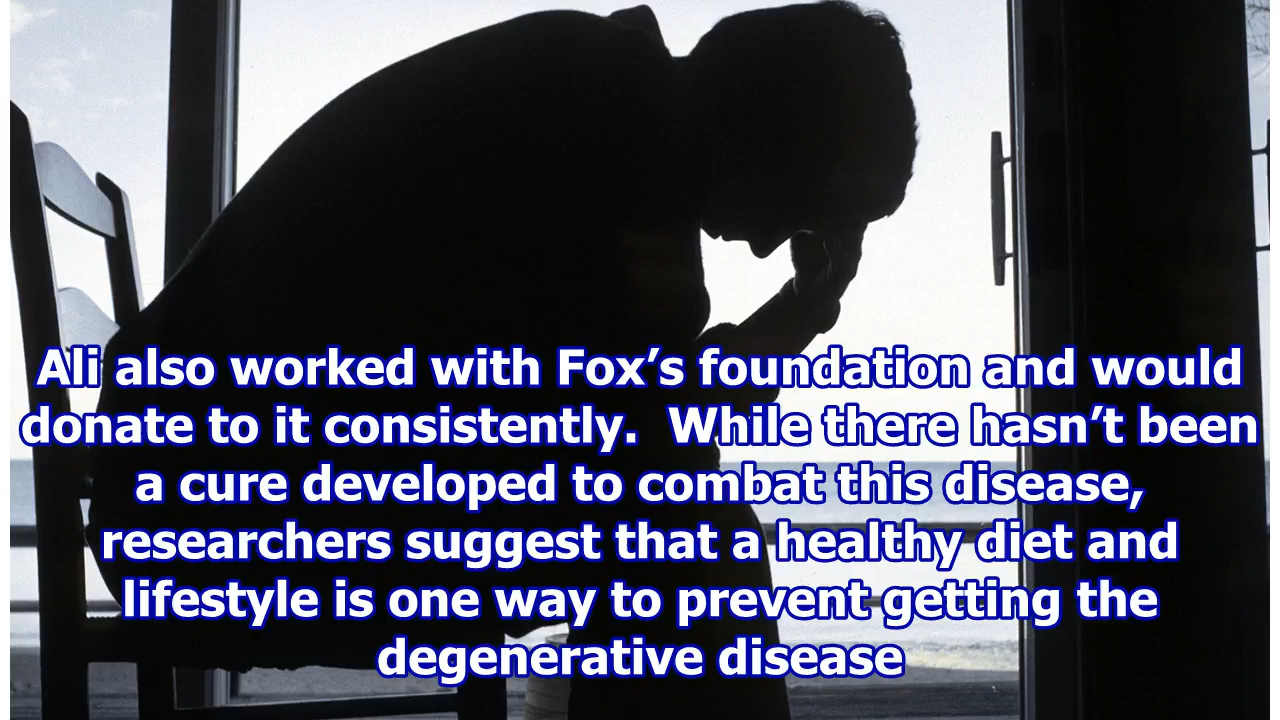 Ali also worked with Fox’s foundation and would
donate to it consistently.  While there hasn’t been
a cure developed to combat this disease,
researchers suggest that a healthy diet and
lifestyle is one way to prevent getting the
degenerative disease